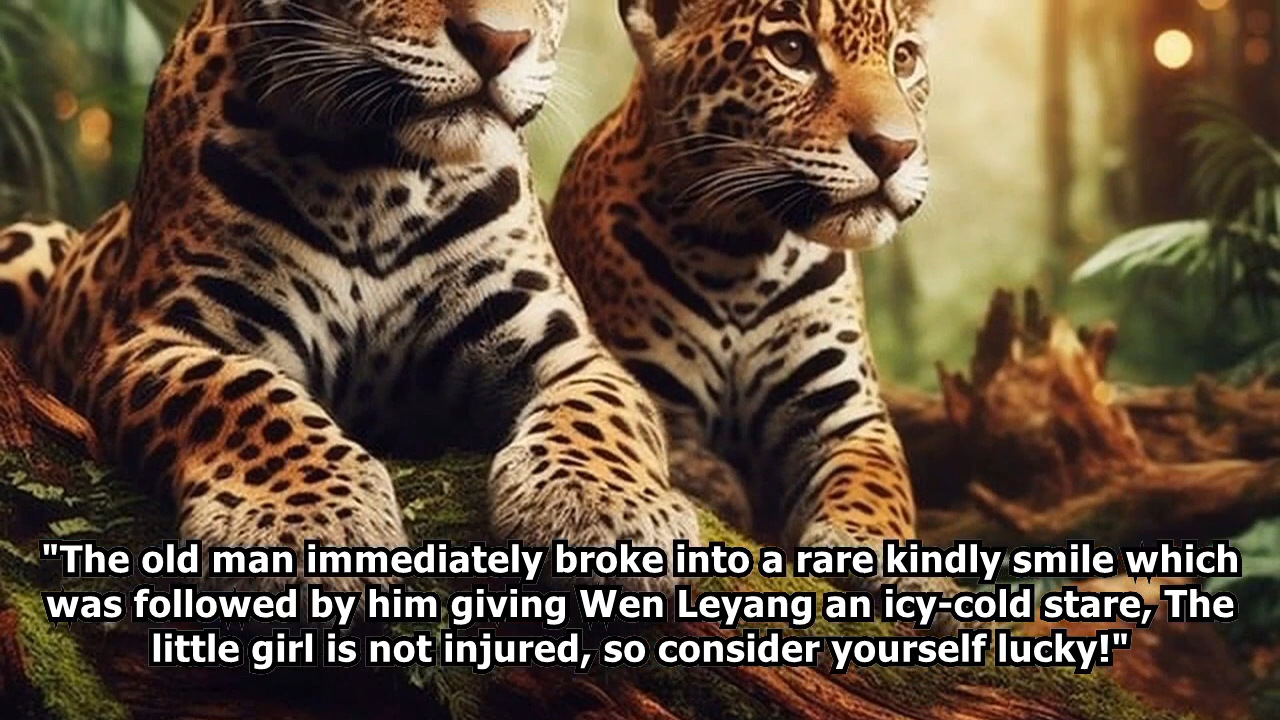 "The old man immediately broke into a rare kindly smile which
was followed by him giving Wen Leyang an icy-cold stare, The
little girl is not injured, so consider yourself lucky!"